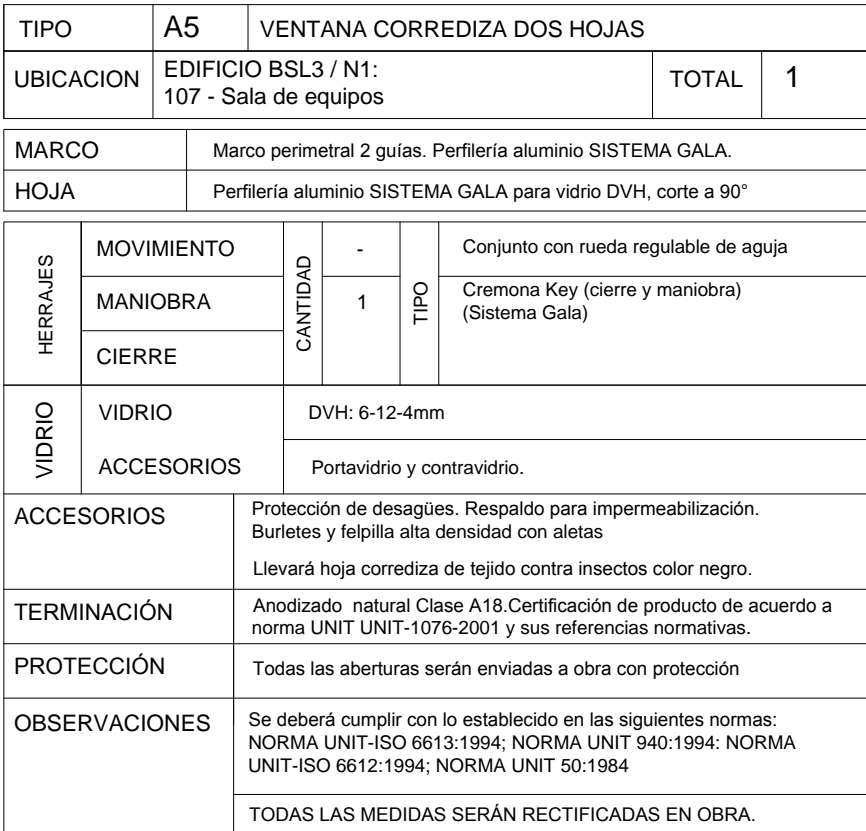 TIPO A5 VENTANA CORREDIZA DOS HOJAS
UBICACION EDIFICIO BSL3 / N1:
107 - Sala de equipos
TOTAL 1
MARCO Marco perimetral 2 guías. Perfilería aluminio SISTEMA GALA.
HOJA Perfilería aluminio SISTEMA GALA para vidrio DVH, corte a 90°
HERRAJES
MOVIMIENTO
MANIOBRA
CIERRE
CANTIDAD
-
1
TIPO
Conjunto con rueda regulable de aguja
Cremona Key (cierre y maniobra)
(Sistema Gala)
VIDRIO
VIDRIO DVH: 6-12-4mm
ACCESORIOS Portavidrio y contravidrio.
ACCESORIOS Protección de desagües. Respaldo para impermeabilización.
Burletes y felpilla alta densidad con aletas
Llevará hoja corrediza de tejido contra insectos color negro.
TERMINACIÓN Anodizado natural Clase A18.Certificación de producto de acuerdo a
norma UNIT UNIT-1076-2001 y sus referencias normativas.
PROTECCIÓN Todas las aberturas serán enviadas a obra con protección
OBSERVACIONES Se deberá cumplir con lo establecido en las siguientes normas:
NORMA UNIT-ISO 6613:1994; NORMA UNIT 940:1994: NORMA
UNIT-ISO 6612:1994; NORMA UNIT 50:1984
TODAS LAS MEDIDAS SERÁN RECTIFICADAS EN OBRA.